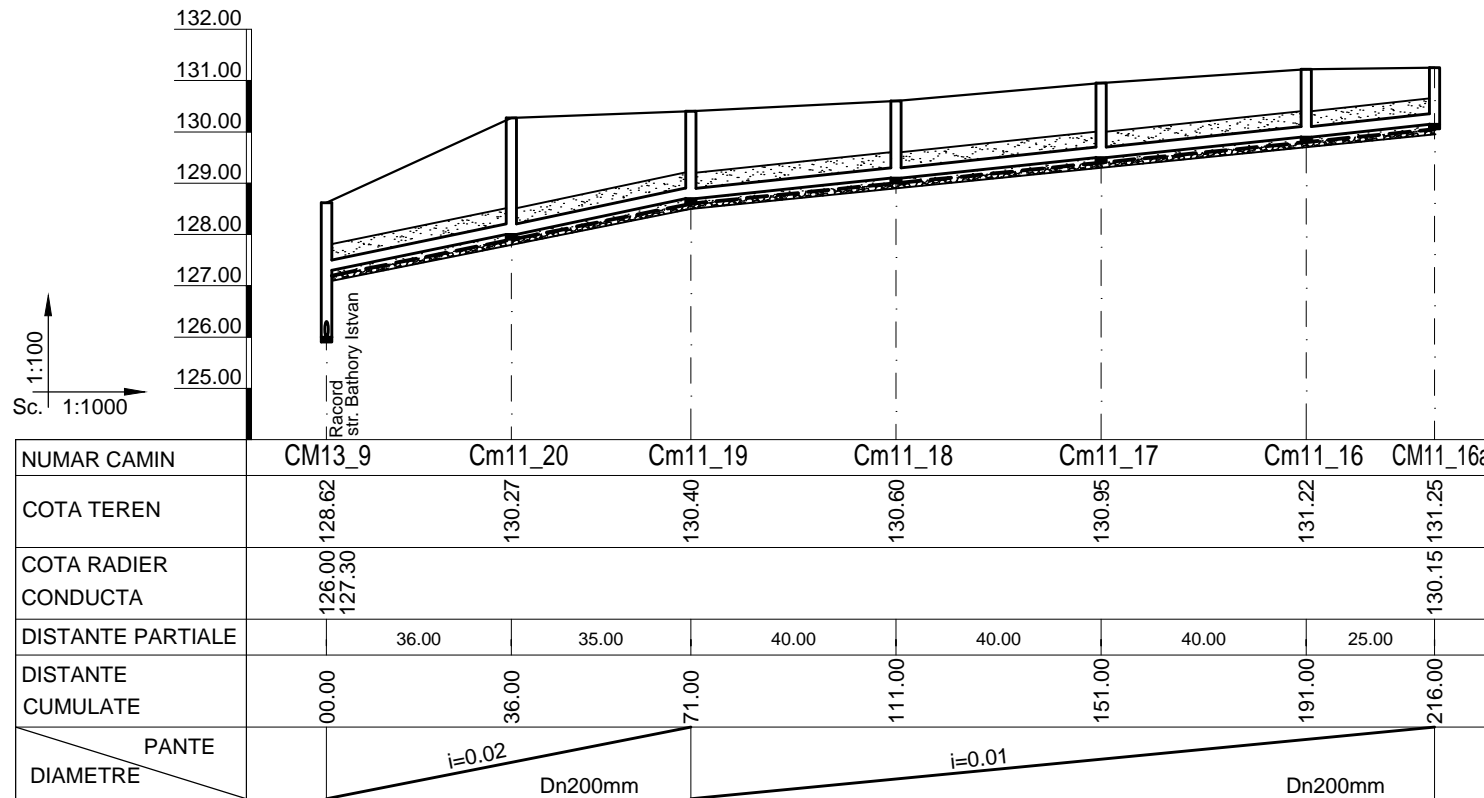 132.00
131.00
130.00
129.00
128.00
127.00
126.00
125.00
1:100
Sc. 1:1000
Racord
str. Bathory Istvan
NUMAR CAMIN CM13_9 Cm11_20 Cm11_19 Cm11_18 Cm11_17 Cm11_16 CM11_16a
COTA TEREN 128.62 130.27 130.40 130.60 130.95 131.22 131.25
COTA RADIER
CONDUCTA
126.00
127.30
130.15
DISTANTE PARTIALE 36.00 35.00 40.00 40.00 40.00 25.00
DISTANTE
CUMULATE
00.00 36.00 71.00 111.00 151.00 191.00 216.00
PANTE
DIAMETRE
i=0.02
Dn200mm
i=0.01
Dn200mm